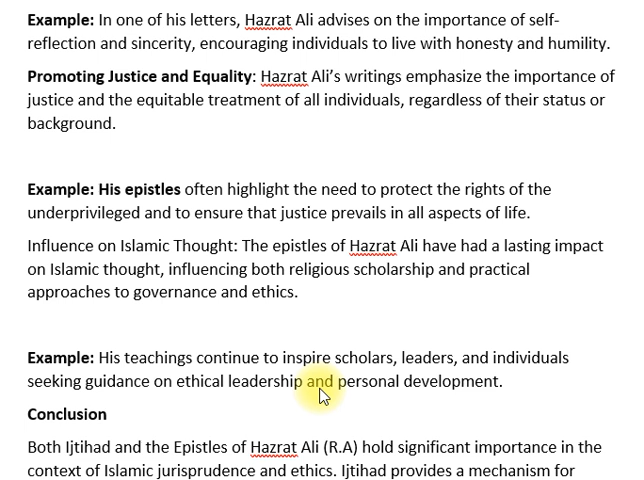 Example: In one of his letters, Hazrat Ali advises on the importance of self-
reflection and sincerity, encouraging individuals to live with honesty and humility.
Promoting Justice and Equality: Hazrat Ali’s writings emphasize the importance of
justice and the equitable treatment of all individuals, regardless of their status or
background.
Example: His epistles often highlight the need to protect the rights of the
underprivileged and to ensure that justice prevails in all aspects of life.
Influence on Islamic Thought: The epistles of Hazrat Ali have had a lasting impact
on Islamic thought, influencing both religious scholarship and practical
approaches to governance and ethics.
Example: His teachings continue to inspire scholars, leaders, and individuals
seeking guidance on ethical leadership and personal development.
Conclusion
Both Ijtihad and the Epistles of Hazrat Ali (R.A) hold significant importance in the
context of Islamic jurisprudence and ethics. Ijtihad provides a mechanism for